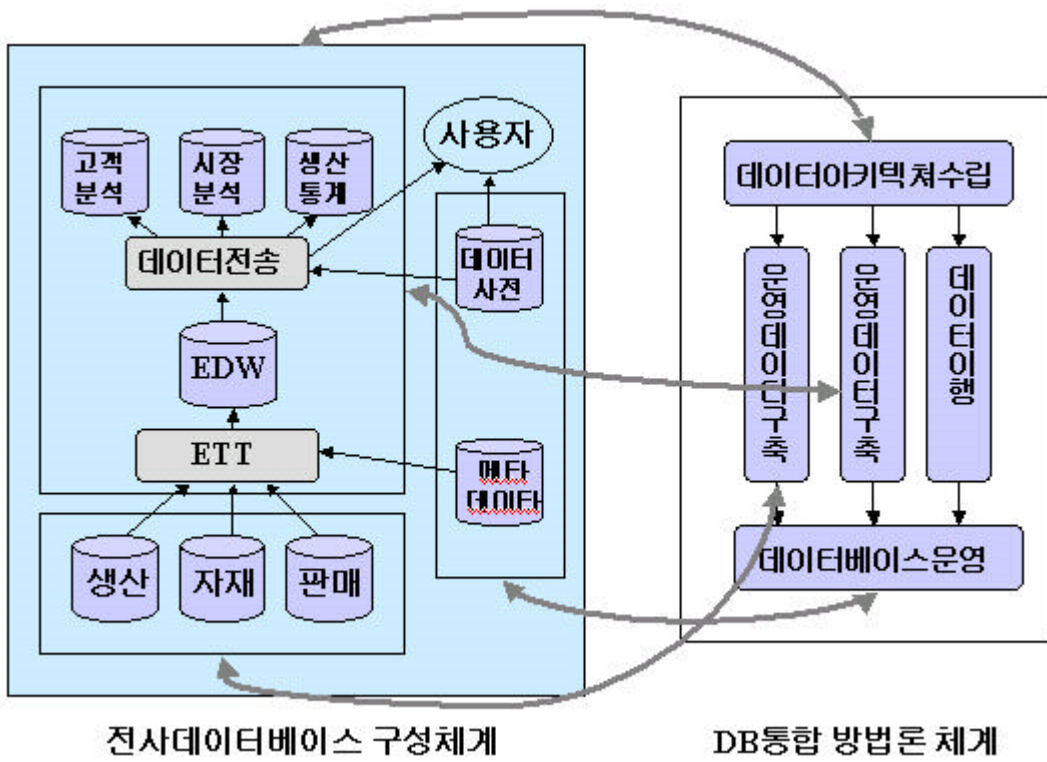 고객
분석
시장
분석
생산
통계
사용자
데이터전송
데이터
사전
EDW
ETT
메타
데이타
생산
자재
판매
전사데이터베이스 구성체계
데이터아키텍쳐수립
운영데이터구축
운영데이터구축
데이터이행
데이터베이스운영
DB통합 방법론 체계